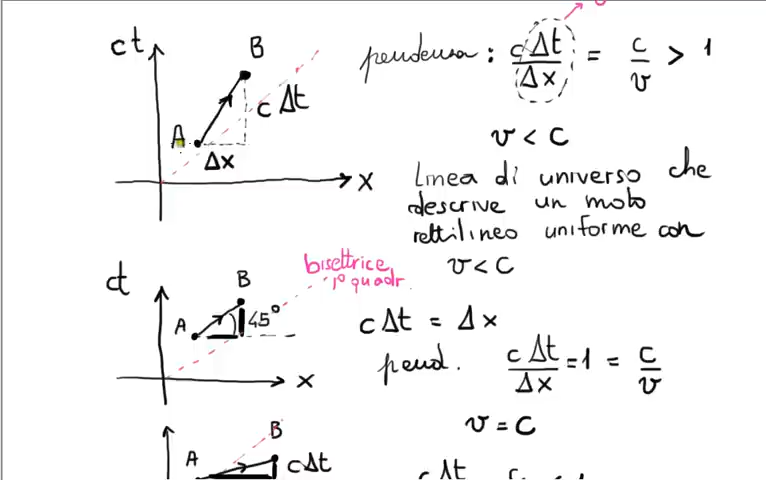 ct
B
pendenza : cΔt/Δx = c/v > 1
c Δt
A
Δx
x
v < c
Linea di universo che
descrive un moto
rettilineo uniforme con
v < c
bisettrice
1° quadr.
ct
B
A
45°
x
cΔt = Δx
pend. cΔt/Δx = 1 = c/v
v = c
B
A
cΔt